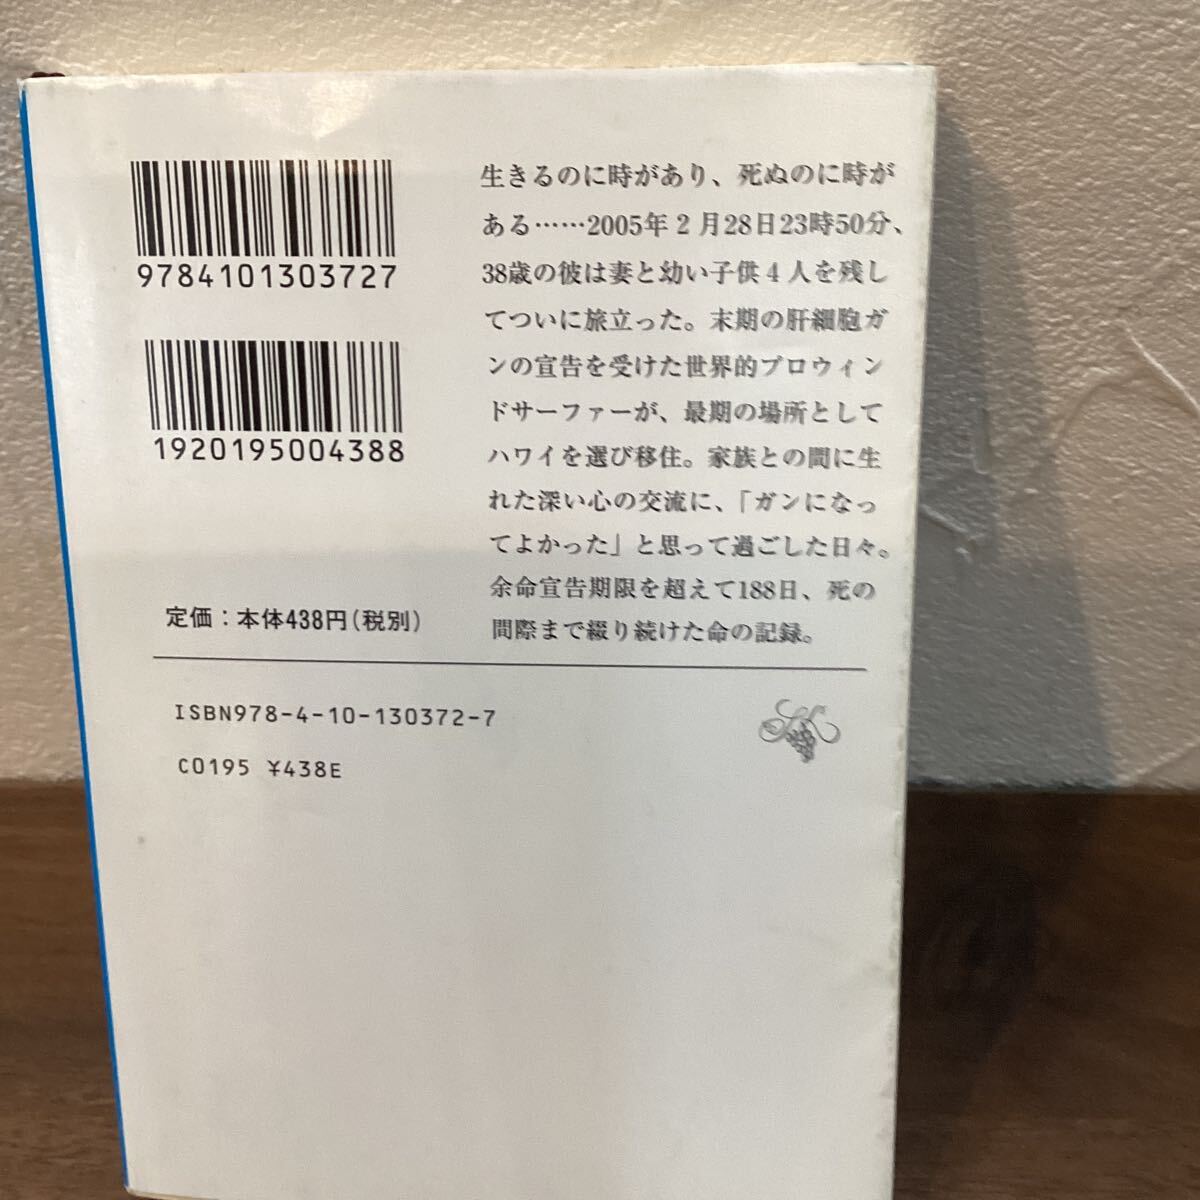 9784101303727
1920195004388
生きるのに時があり、死ぬのに時が
ある……2005年2月28日23時50分、
38歳の彼は妻と幼い子供4人を残し
てついに旅立った。末期の肝細胞ガ
ンの宣告を受けた世界的プロウィン
ドサーファーが、最期の場所として
ハワイを選び移住。家族との間に生
れた深い心の交流に、「ガンになっ
てよかった」と思って過ごした日々。
余命宣告期限を超えて188日、死の
間際まで綴り続けた命の記録。
定価：本体438円（税別）
ISBN978-4-10-130372-7
C0195 ¥438E